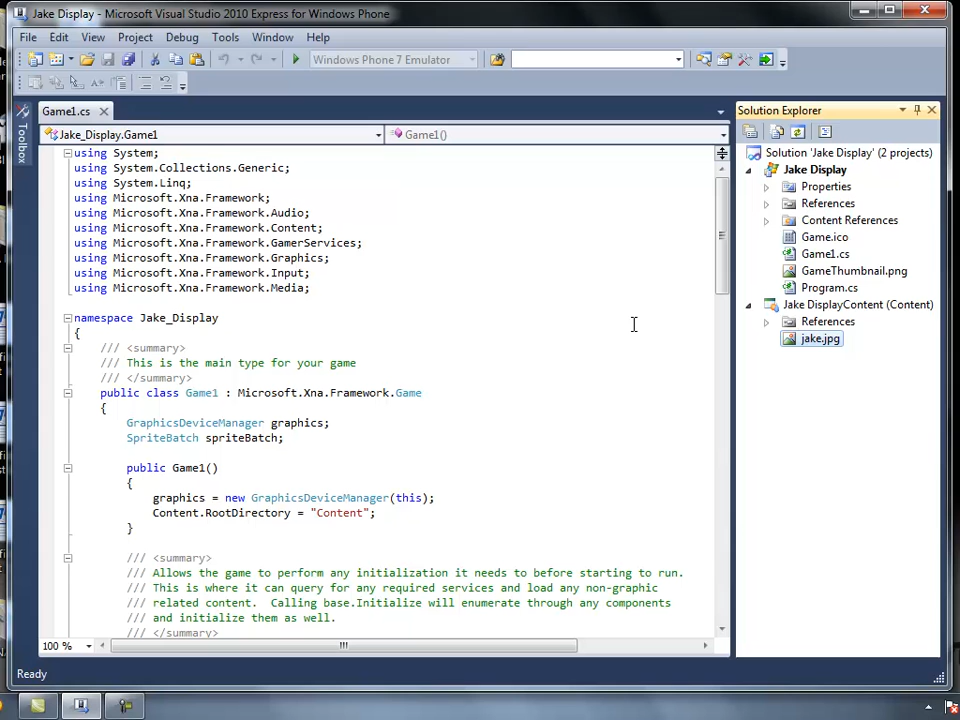 Jake Display - Microsoft Visual Studio 2010 Express for Windows Phone
File Edit View Project Debug Tools Window Help
Windows Phone 7 Emulator
Toolbox
Game1.cs
Jake_Display.Game1
Game1()
using System;
using System.Collections.Generic;
using System.Linq;
using Microsoft.Xna.Framework;
using Microsoft.Xna.Framework.Audio;
using Microsoft.Xna.Framework.Content;
using Microsoft.Xna.Framework.GamerServices;
using Microsoft.Xna.Framework.Graphics;
using Microsoft.Xna.Framework.Input;
using Microsoft.Xna.Framework.Media;
namespace Jake_Display
{
/// <summary>
/// This is the main type for your game
/// </summary>
public class Game1 : Microsoft.Xna.Framework.Game
{
GraphicsDeviceManager graphics;
SpriteBatch spriteBatch;
public Game1()
{
graphics = new GraphicsDeviceManager(this);
Content.RootDirectory = "Content";
}
/// <summary>
/// Allows the game to perform any initialization it needs to before starting to run.
/// This is where it can query for any required services and load any non-graphic
/// related content.  Calling base.Initialize will enumerate through any components
/// and initialize them as well.
/// </summary>
100 %
Solution Explorer
Solution 'Jake Display' (2 projects)
Jake Display
Properties
References
Content References
Game.ico
Game1.cs
GameThumbnail.png
Program.cs
Jake DisplayContent (Content)
References
jake.jpg
Ready